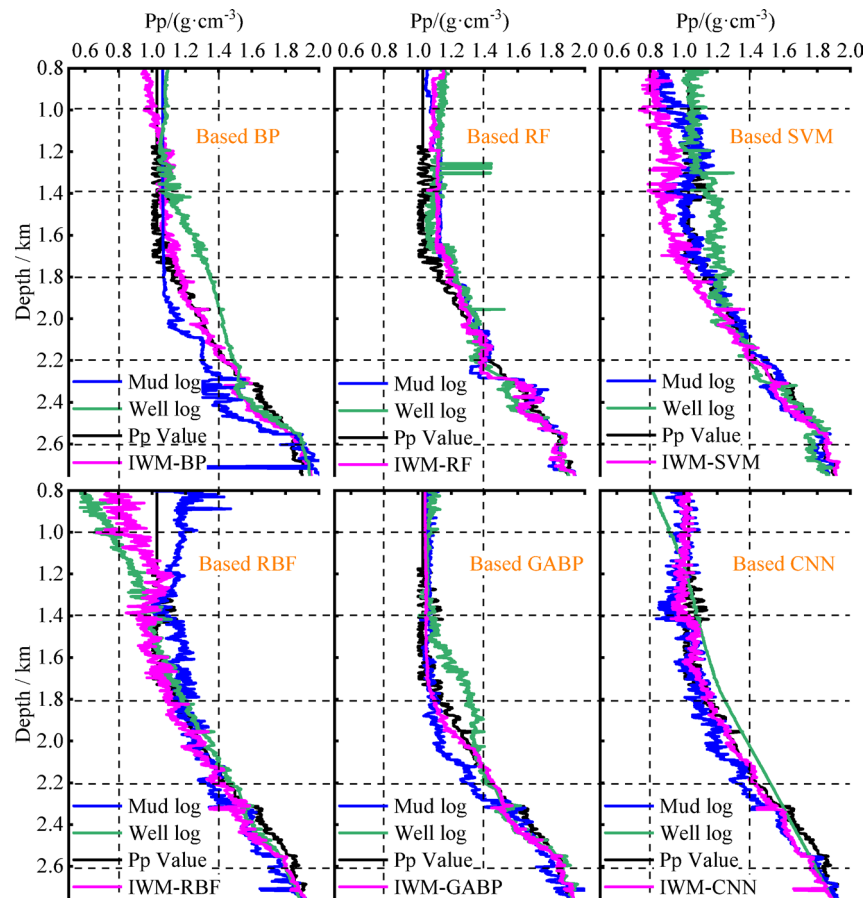 Pp/(g·cm⁻³) Pp/(g·cm⁻³) Pp/(g·cm⁻³)
0.6 0.8 1.0 1.2 1.4 1.6 1.8 2.0 0.6 0.8 1.0 1.2 1.4 1.6 1.8 2.0 0.6 0.8 1.0 1.2 1.4 1.6 1.8 2.0
0.8
1.0
1.2
1.4
1.6
1.8
2.0
2.2
2.4
2.6
Depth / km
Based BP
Mud log
Well log
Pp Value
IWM-BP
Based RF
Mud log
Well log
Pp Value
IWM-RF
Based SVM
Mud log
Well log
Pp Value
IWM-SVM
0.8
1.0
1.2
1.4
1.6
1.8
2.0
2.2
2.4
2.6
Depth / km
Based RBF
Mud log
Well log
Pp Value
IWM-RBF
Based GABP
Mud log
Well log
Pp Value
IWM-GABP
Based CNN
Mud log
Well log
Pp Value
IWM-CNN